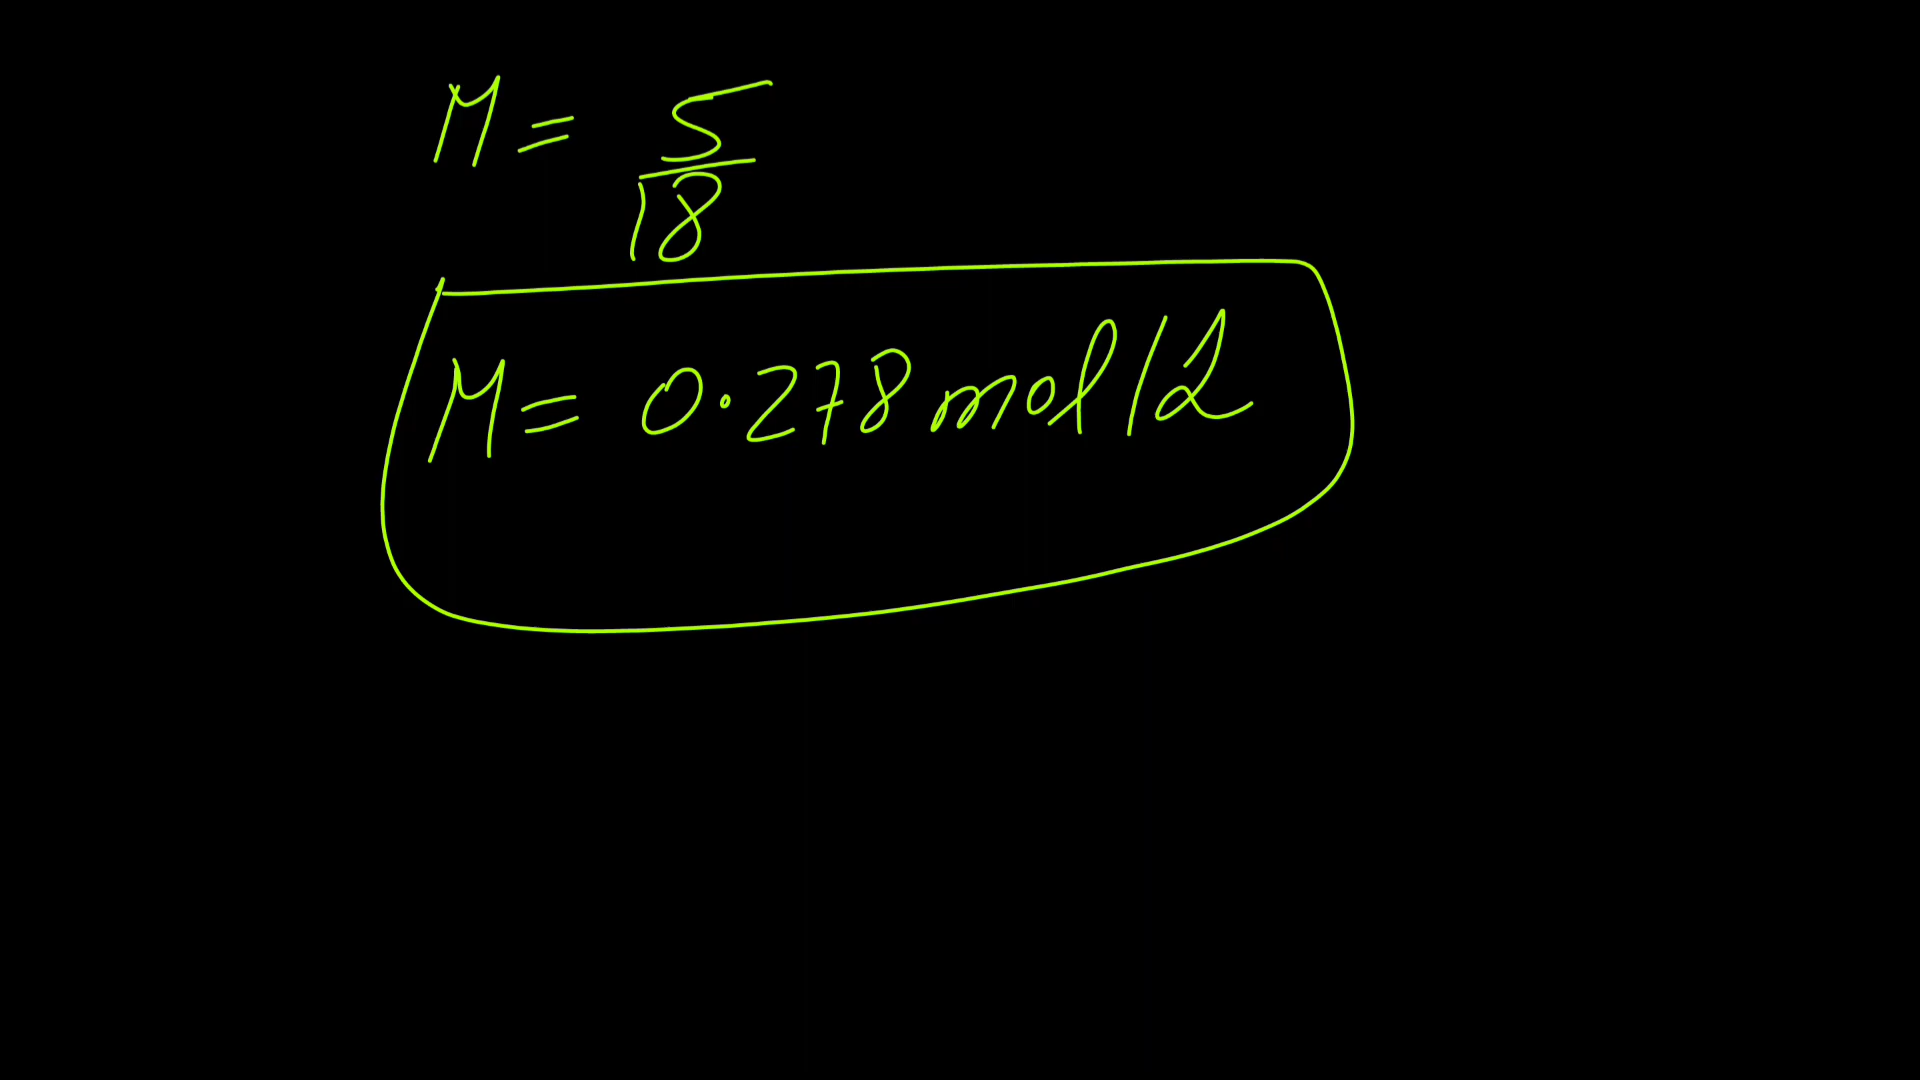 M = 5/18
M = 0.278 mol/L